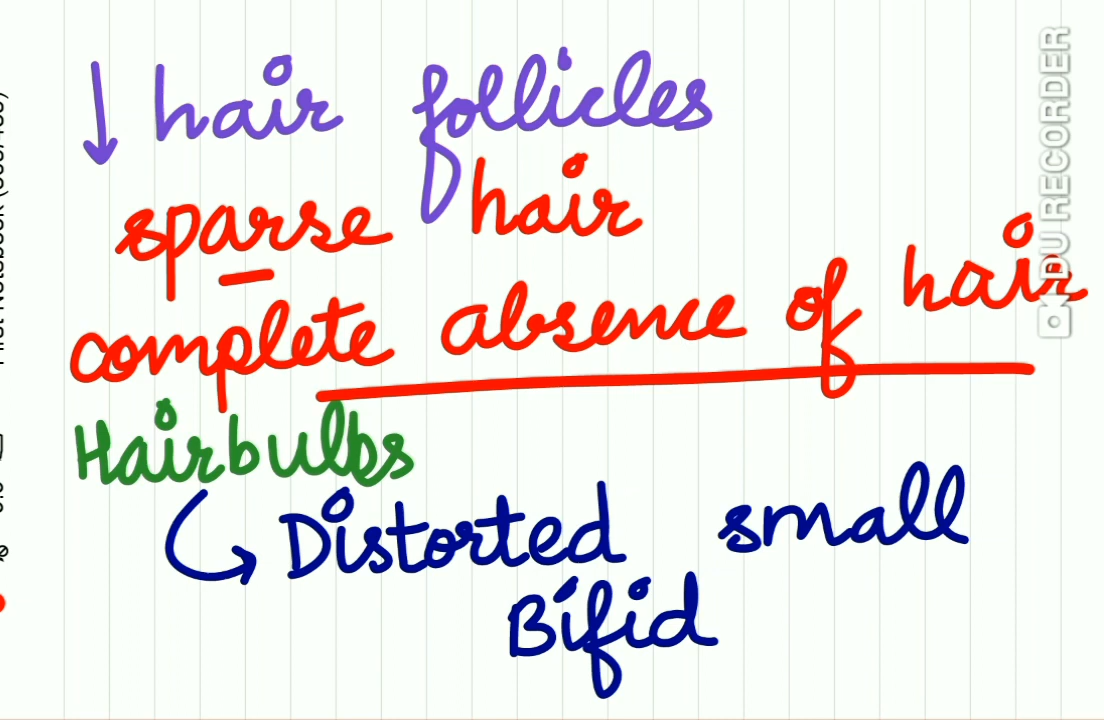 ↓ hair follicles
sparse hair
complete absence of hair
Hairbulbs
Distorted small
Bifid
DU RECORDER